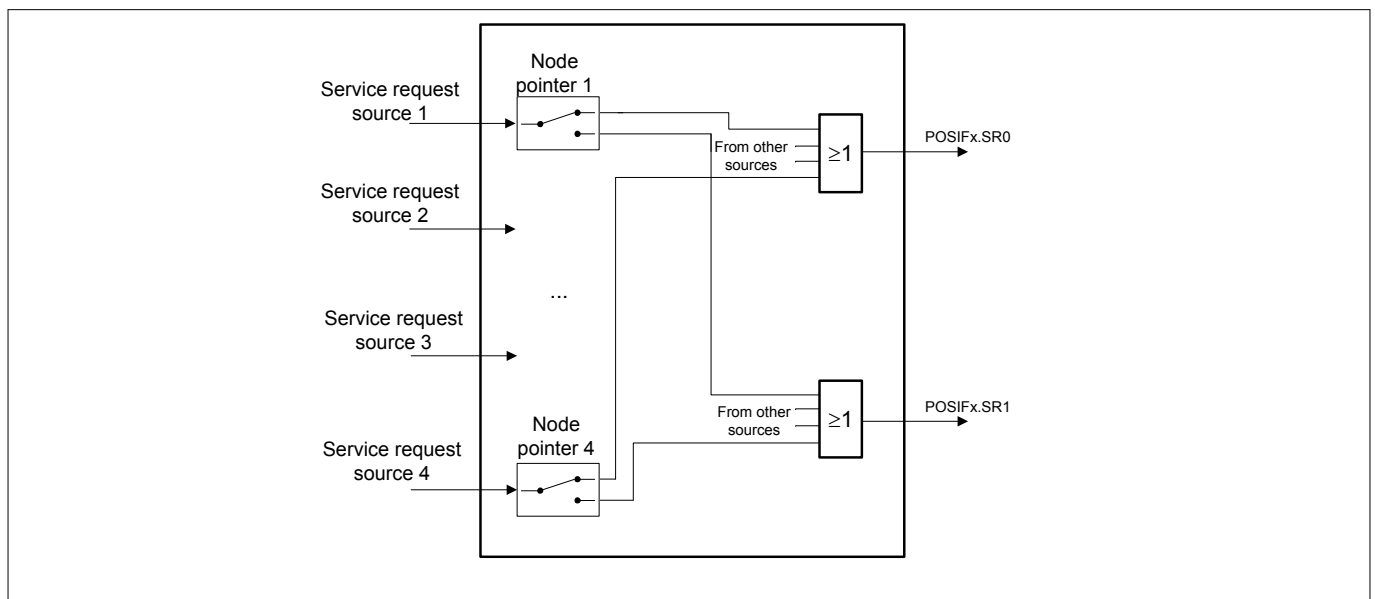 Node
pointer 1
Service request
source 1
From other
sources
≥1
POSIFx.SR0
Service request
source 2
...
Service request
source 3
From other
sources
≥1
POSIFx.SR1
Node
pointer 4
Service request
source 4